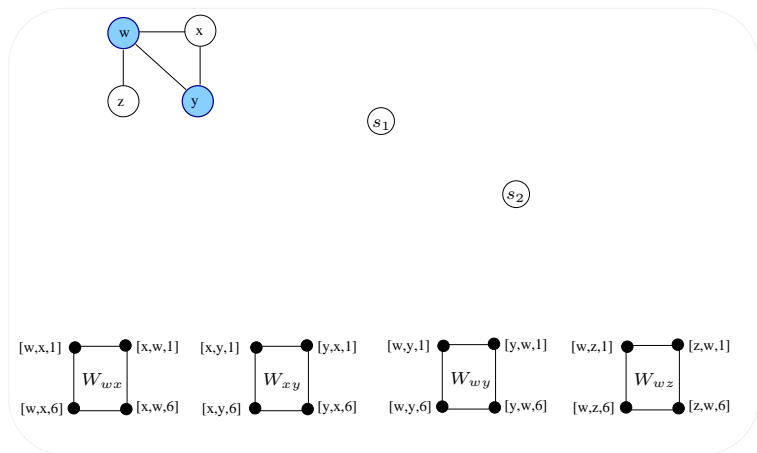 w x
z y
s1
s2
[w,x,1] [x,w,1] [x,y,1] [y,x,1] [w,y,1] [y,w,1] [w,z,1] [z,w,1]
Wwx Wxy Wwy Wwz
[w,x,6] [x,w,6] [x,y,6] [y,x,6] [w,y,6] [y,w,6] [w,z,6] [z,w,6]